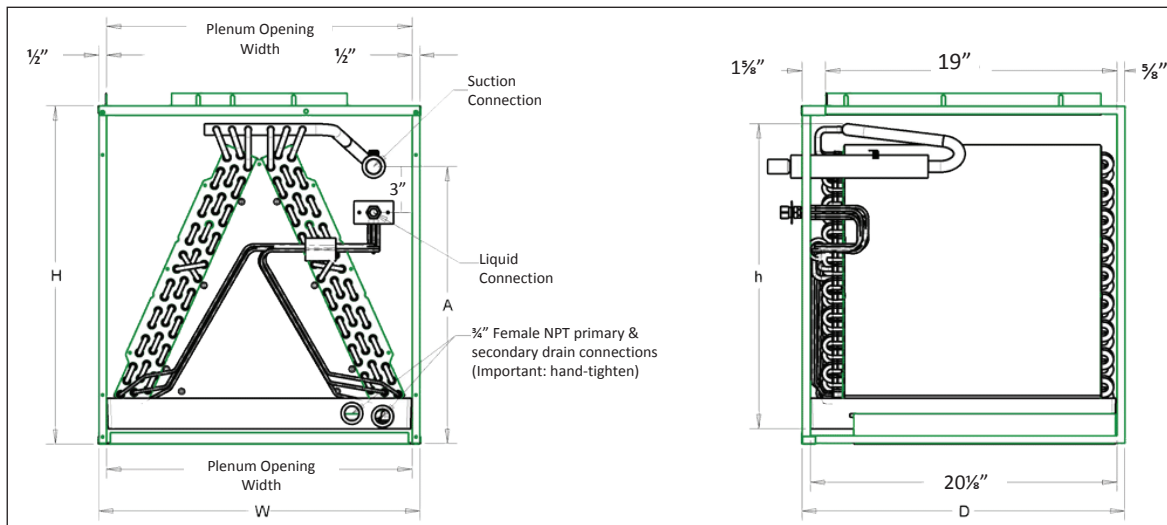 Plenum Opening
Width
½”
½”
Suction
Connection
3”
H
A
Liquid
Connection
¾” Female NPT primary &
secondary drain connections
(Important: hand-tighten)
Plenum Opening
Width
W
1⅝”
19”
⅝”
h
20⅛”
D